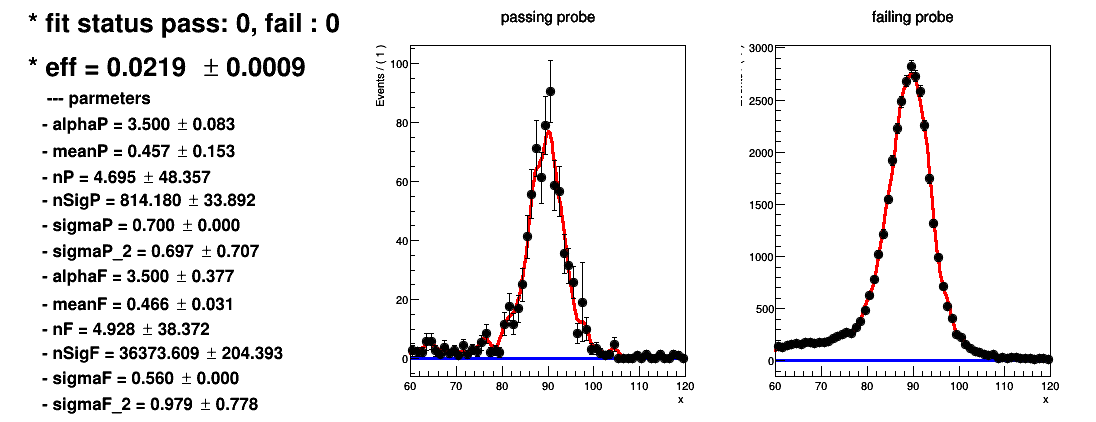 * fit status pass: 0, fail : 0
* eff = 0.0219 ± 0.0009
--- parmeters
- alphaP = 3.500 ± 0.083
- meanP = 0.457 ± 0.153
- nP = 4.695 ± 48.357
- nSigP = 814.180 ± 33.892
- sigmaP = 0.700 ± 0.000
- sigmaP_2 = 0.697 ± 0.707
- alphaF = 3.500 ± 0.377
- meanF = 0.466 ± 0.031
- nF = 4.928 ± 38.372
- nSigF = 36373.609 ± 204.393
- sigmaF = 0.560 ± 0.000
- sigmaF_2 = 0.979 ± 0.778
passing probe
Events / ( 1 )
100
80
60
40
20
0
60 70 80 90 100 110 120
x
failing probe
3000
2500
2000
1500
1000
500
0
60 70 80 90 100 110 120
x